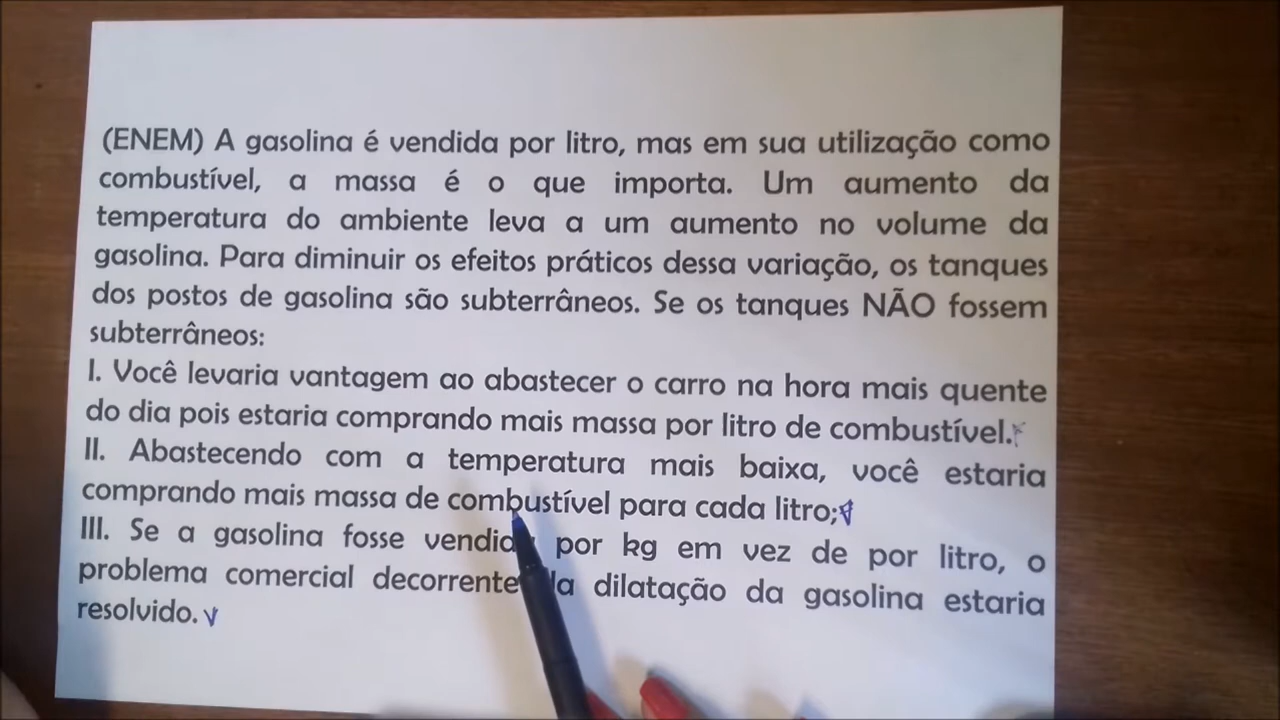 (ENEM) A gasolina é vendida por litro, mas em sua utilização como
combustível, a massa é o que importa. Um aumento da
temperatura do ambiente leva a um aumento no volume da
gasolina. Para diminuir os efeitos práticos dessa variação, os tanques
dos postos de gasolina são subterrâneos. Se os tanques NÃO fossem
subterrâneos:
I. Você levaria vantagem ao abastecer o carro na hora mais quente
do dia pois estaria comprando mais massa por litro de combustível.
II. Abastecendo com a temperatura mais baixa, você estaria
comprando mais massa de combustível para cada litro; V
III. Se a gasolina fosse vendida por kg em vez de por litro, o
problema comercial decorrente da dilatação da gasolina estaria
resolvido. V